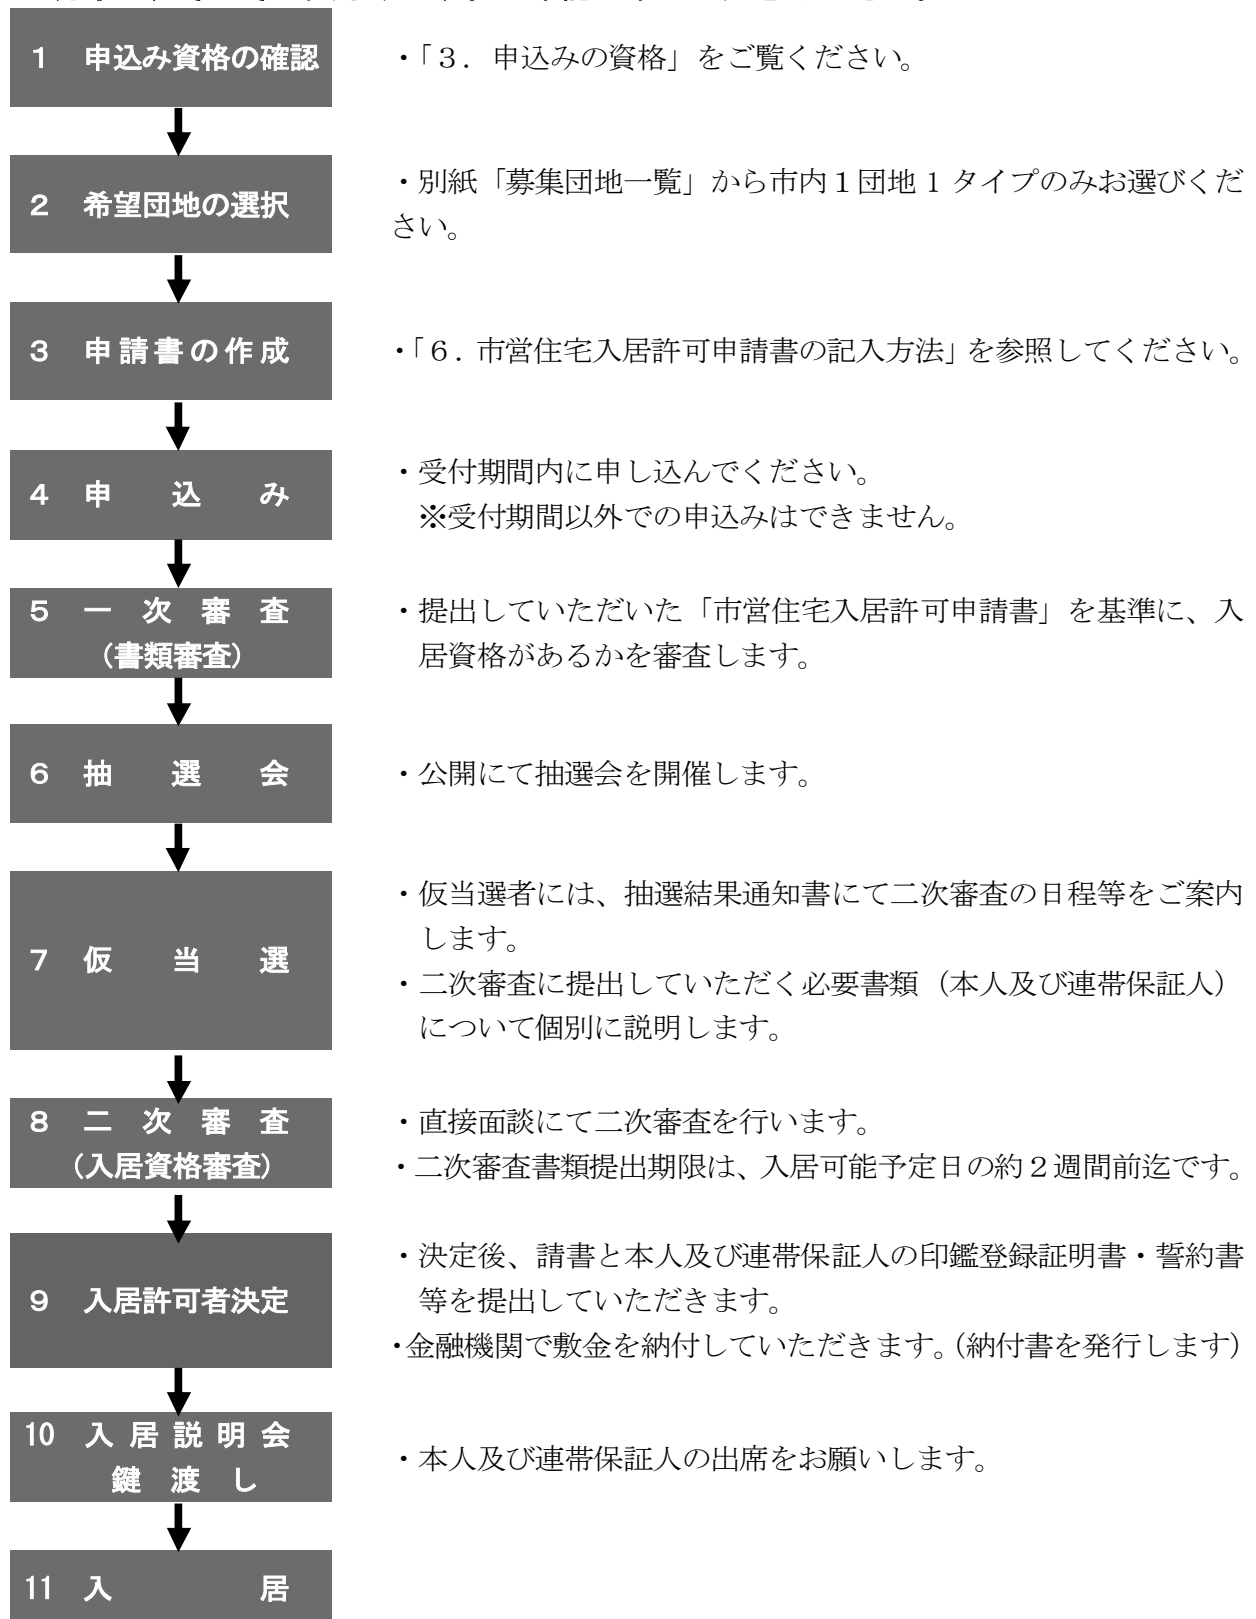 1 申込み資格の確認
・「３．申込みの資格」をご覧ください。
2 希望団地の選択
・別紙「募集団地一覧」から市内１団地 1 タイプのみお選びくだ
さい。
3 申請書の作成
・「６．市営住宅入居許可申請書の記入方法」を参照してください。
4 申込み
・受付期間内に申し込んでください。
※受付期間以外での申込みはできません。
5 一次審査
（書類審査）
・提出していただいた「市営住宅入居許可申請書」を基準に、入
居資格があるかを審査します。
6 抽選会
・公開にて抽選会を開催します。
7 仮当選
・仮当選者には、抽選結果通知書にて二次審査の日程等をご案内
します。
・二次審査に提出していただく必要書類（本人及び連帯保証人）
について個別に説明します。
8 二次審査
（入居資格審査）
・直接面談にて二次審査を行います。
・二次審査書類提出期限は、入居可能予定日の約２週間前迄です。
9 入居許可者決定
・決定後、請書と本人及び連帯保証人の印鑑登録証明書・誓約書
等を提出していただきます。
・金融機関で敷金を納付していただきます。（納付書を発行します）
10 入居説明会
鍵渡し
・本人及び連帯保証人の出席をお願いします。
11 入居